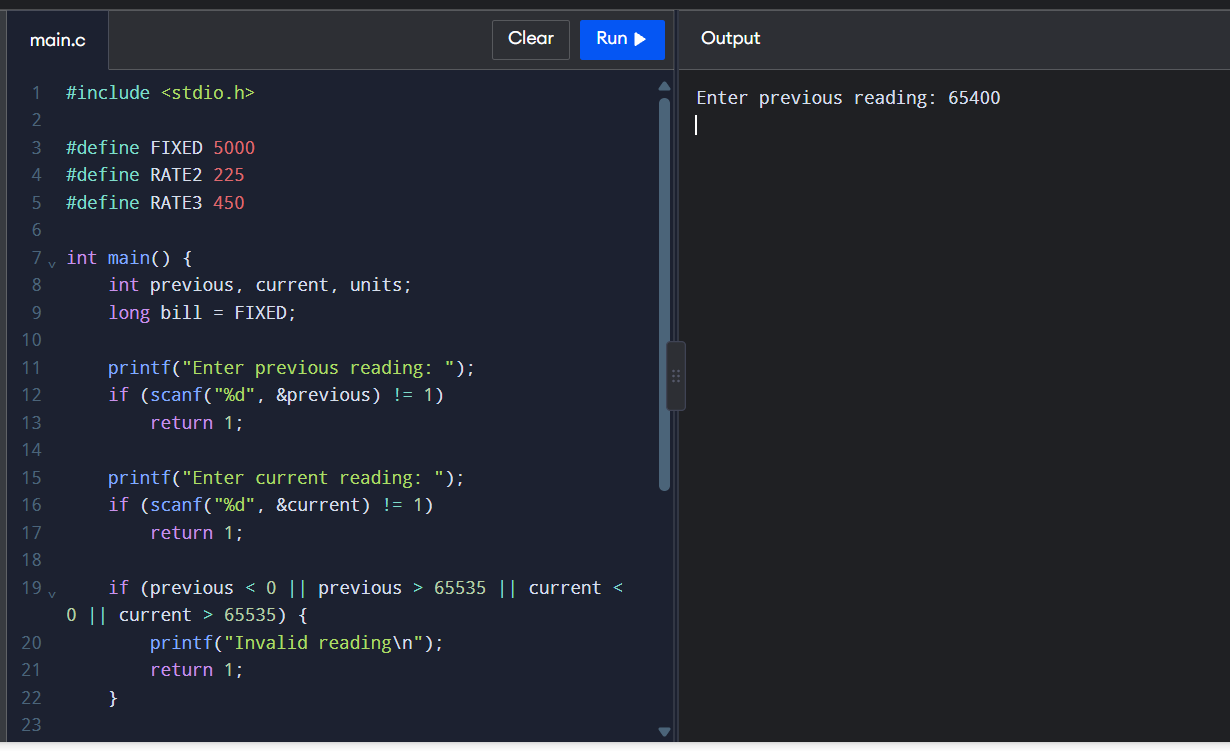 main.c
Clear
Run
Output
1 #include <stdio.h>
2
3 #define FIXED 5000
4 #define RATE2 225
5 #define RATE3 450
6
7 int main() {
8     int previous, current, units;
9     long bill = FIXED;
10
11     printf("Enter previous reading: ");
12     if (scanf("%d", &previous) != 1)
13         return 1;
14
15     printf("Enter current reading: ");
16     if (scanf("%d", &current) != 1)
17         return 1;
18
19     if (previous < 0 || previous > 65535 || current <
0 || current > 65535) {
20         printf("Invalid reading\n");
21         return 1;
22     }
23
Enter previous reading: 65400